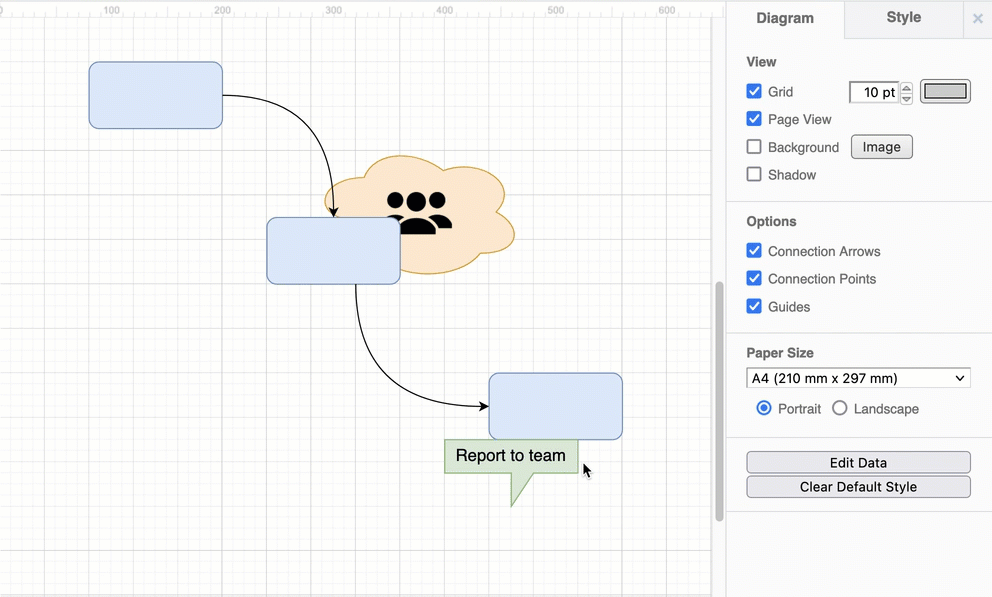 0 100 200 300 400 500 600
Diagram Style
View
Grid 10 pt
Page View
Background Image
Shadow
Options
Connection Arrows
Connection Points
Guides
Paper Size
A4 (210 mm x 297 mm)
Portrait Landscape
Report to team
Edit Data
Clear Default Style